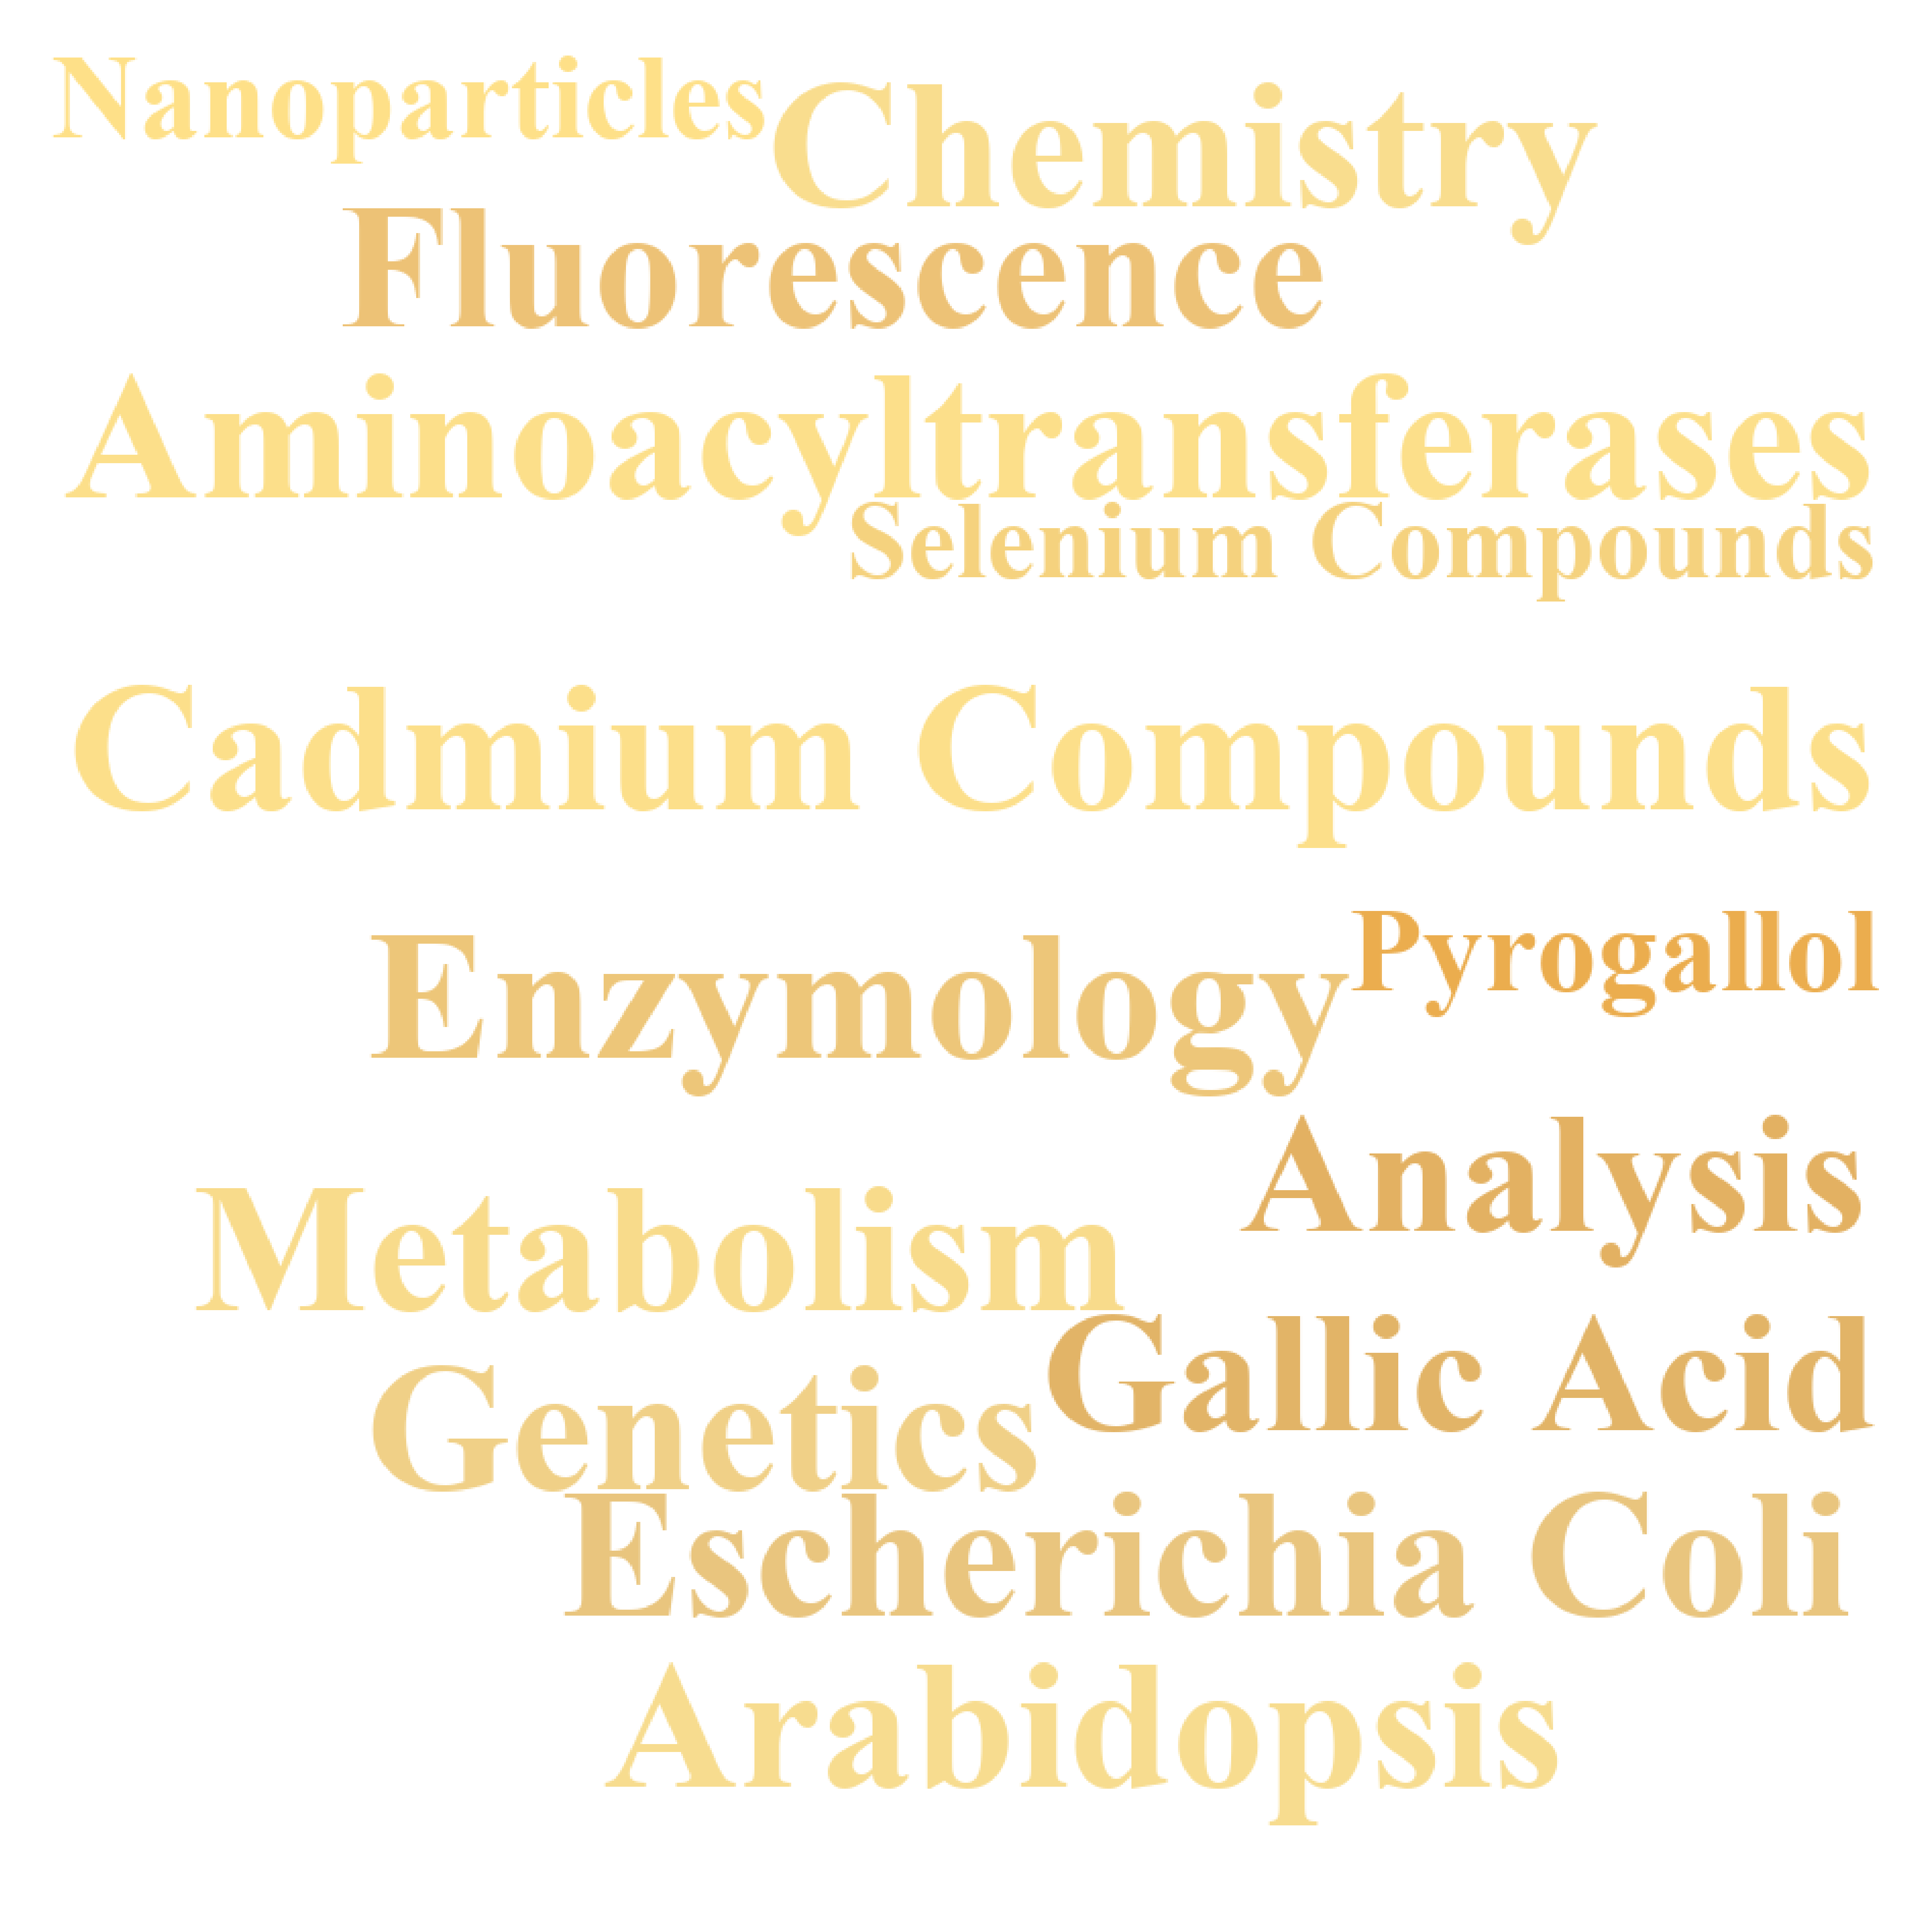 Nanoparticles
Chemistry
Fluorescence
Aminoacyltransferases
Selenium Compounds
Cadmium Compounds
Pyrogallol
Enzymology
Analysis
Metabolism
Gallic Acid
Genetics
Escherichia Coli
Arabidopsis